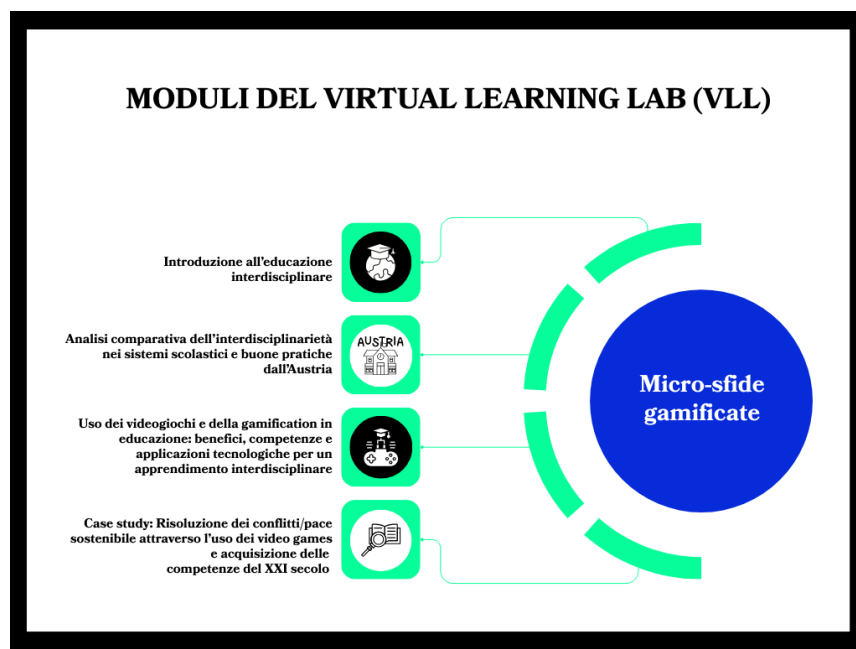 MODULI DEL VIRTUAL LEARNING LAB (VLL)
Introduzione all'educazione
interdisciplinare
Analisi comparativa dell'interdisciplinarietà
nei sistemi scolastici e buone pratiche
dall'Austria
AUSTRIA
Uso dei videogiochi e della gamification in
educazione: benefici, competenze e
applicazioni tecnologiche per un
apprendimento interdisciplinare
Case study: Risoluzione dei conflitti/pace
sostenibile attraverso l'uso dei video games
e acquisizione delle
competenze del XXI secolo
Micro-sfide
gamificate